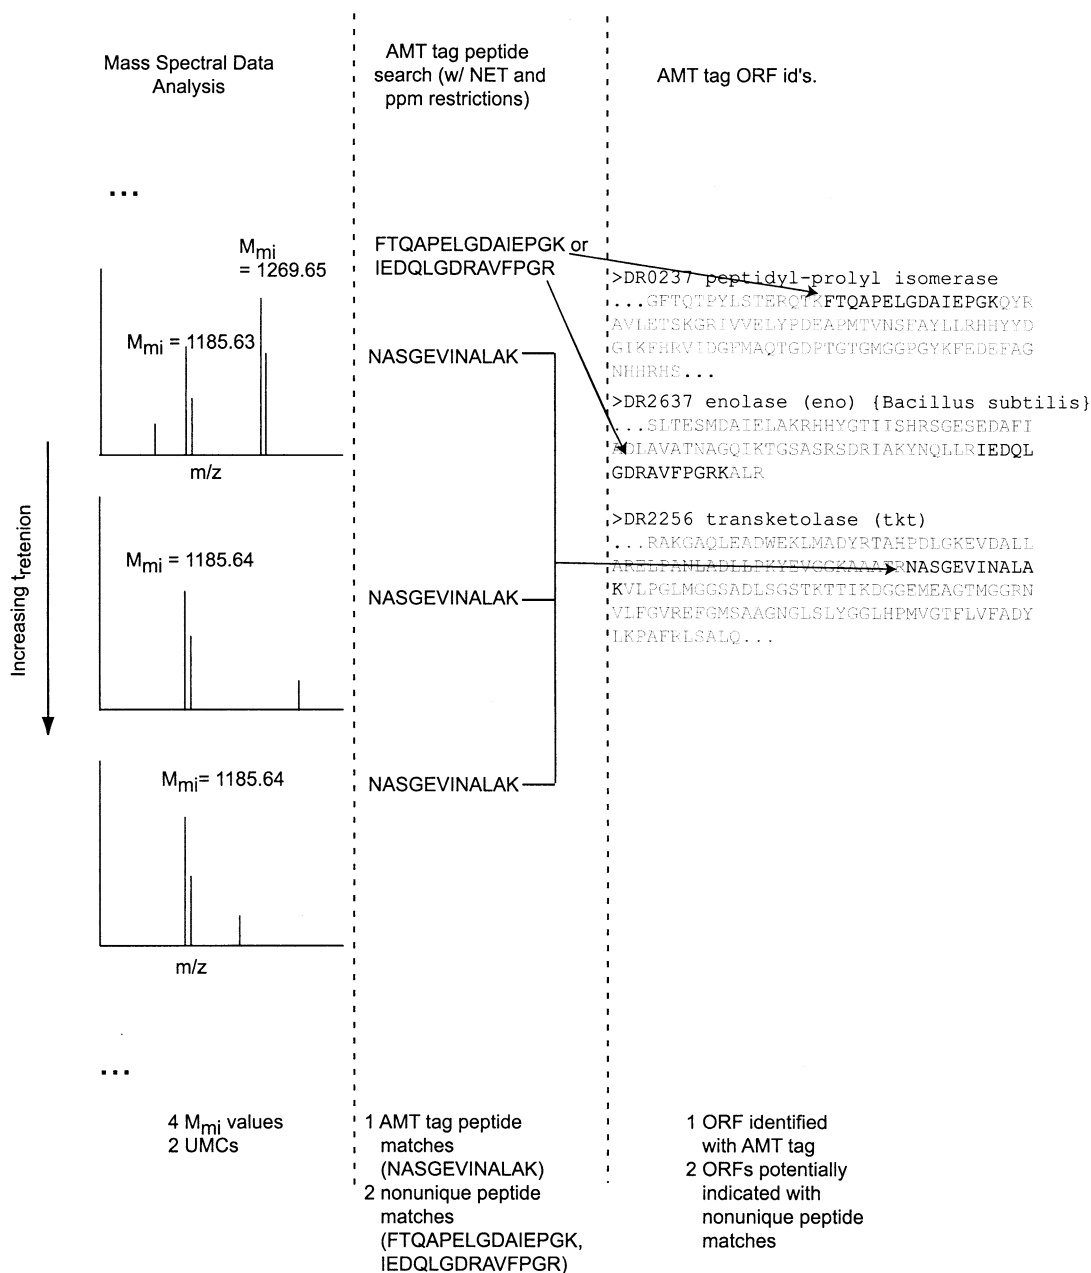 Mass Spectral Data
Analysis
AMT tag peptide
search (w/ NET and
ppm restrictions)
AMT tag ORF id's.
...
Mmi
= 1269.65
Mmi = 1185.63
m/z
Increasing tretenion
Mmi = 1185.64
Mmi= 1185.64
m/z
...
FTQAPELGDAIEPGK or
IEDQLGDRAVFPGR
NASGEVINALAK
NASGEVINALAK
NASGEVINALAK
>DR0237 peptidyl-prolyl isomerase
...GFTQTPYLSTERQTKFTQAPELGDAIEPGKQYR
AVLETSKGRIVVELYPDEAPMTVNSFAYLLRHHYYD
GIKFHRVIDGFMAQTGDPTGTGMGGPGYKFEDEFAG
NHHRHS...
>DR2637 enolase (eno) {Bacillus subtilis}
...SLTESMDAIELAKRHHYGTIISHRSGESEDAFI
ADLAVATNAGQIKTGSASRSDRIAKYNQLLRIEDQL
GDRAVFPGRKALR
>DR2256 transketolase (tkt)
...RAKGAQLEADWEKLMADYRTAHPDLGKEVDALL
ARELPANLADLLPKYEVGGKAAATRNASGEVINALA
KVLPGLMGGSADLSGSTKTTIKDGGEMEAGTMGGRN
VLFGVREFGMSAAGNGLSLYGGLHPMVGTFLVFADY
LKPAFRLSALQ...
4 Mmi values
2 UMCs
1 AMT tag peptide
matches
(NASGEVINALAK)
2 nonunique peptide
matches
(FTQAPELGDAIEPGK,
IEDQLGDRAVFPGR)
1 ORF identified
with AMT tag
2 ORFs potentially
indicated with
nonunique peptide
matches